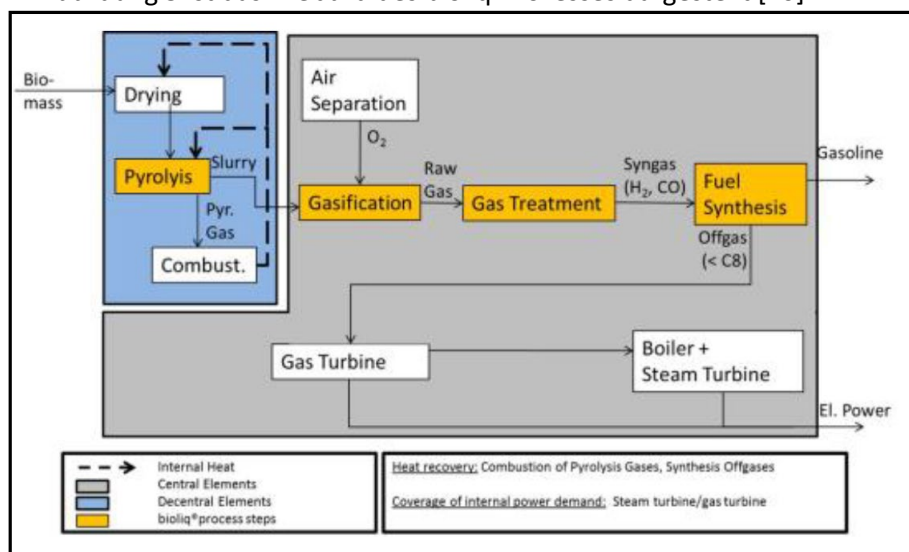 Bio-
mass
Drying
Pyrolyis
Slurry
Pyr.
Gas
Combust.
Air
Separation
O₂
Gasification
Raw
Gas
Gas Treatment
Syngas
(H₂, CO)
Fuel
Synthesis
Gasoline
Offgas
(< C8)
Gas Turbine
Boiler +
Steam Turbine
El. Power
Internal Heat
Central Elements
Decentral Elements
bioliq®process steps
Heat recovery: Combustion of Pyrolysis Gases, Synthesis Offgases
Coverage of internal power demand: Steam turbine/gas turbine